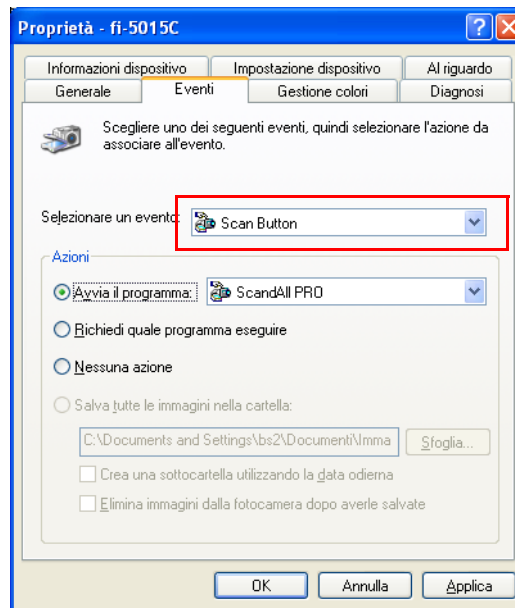 Proprietà - fi-5015C
Informazioni dispositivo Impostazione dispositivo Al riguardo
Generale Eventi Gestione colori Diagnosi
Scegliere uno dei seguenti eventi, quindi selezionare l'azione da
associare all'evento.
Selezionare un evento: Scan Button
Azioni
Avvia il programma: ScandAll PRO
Richiedi quale programma eseguire
Nessuna azione
Salva tutte le immagini nella cartella:
C:\Documents and Settings\bs2\Documenti\Imma Sfoglia...
Crea una sottocartella utilizzando la data odierna
Elimina immagini dalla fotocamera dopo averle salvate
OK Annulla Applica